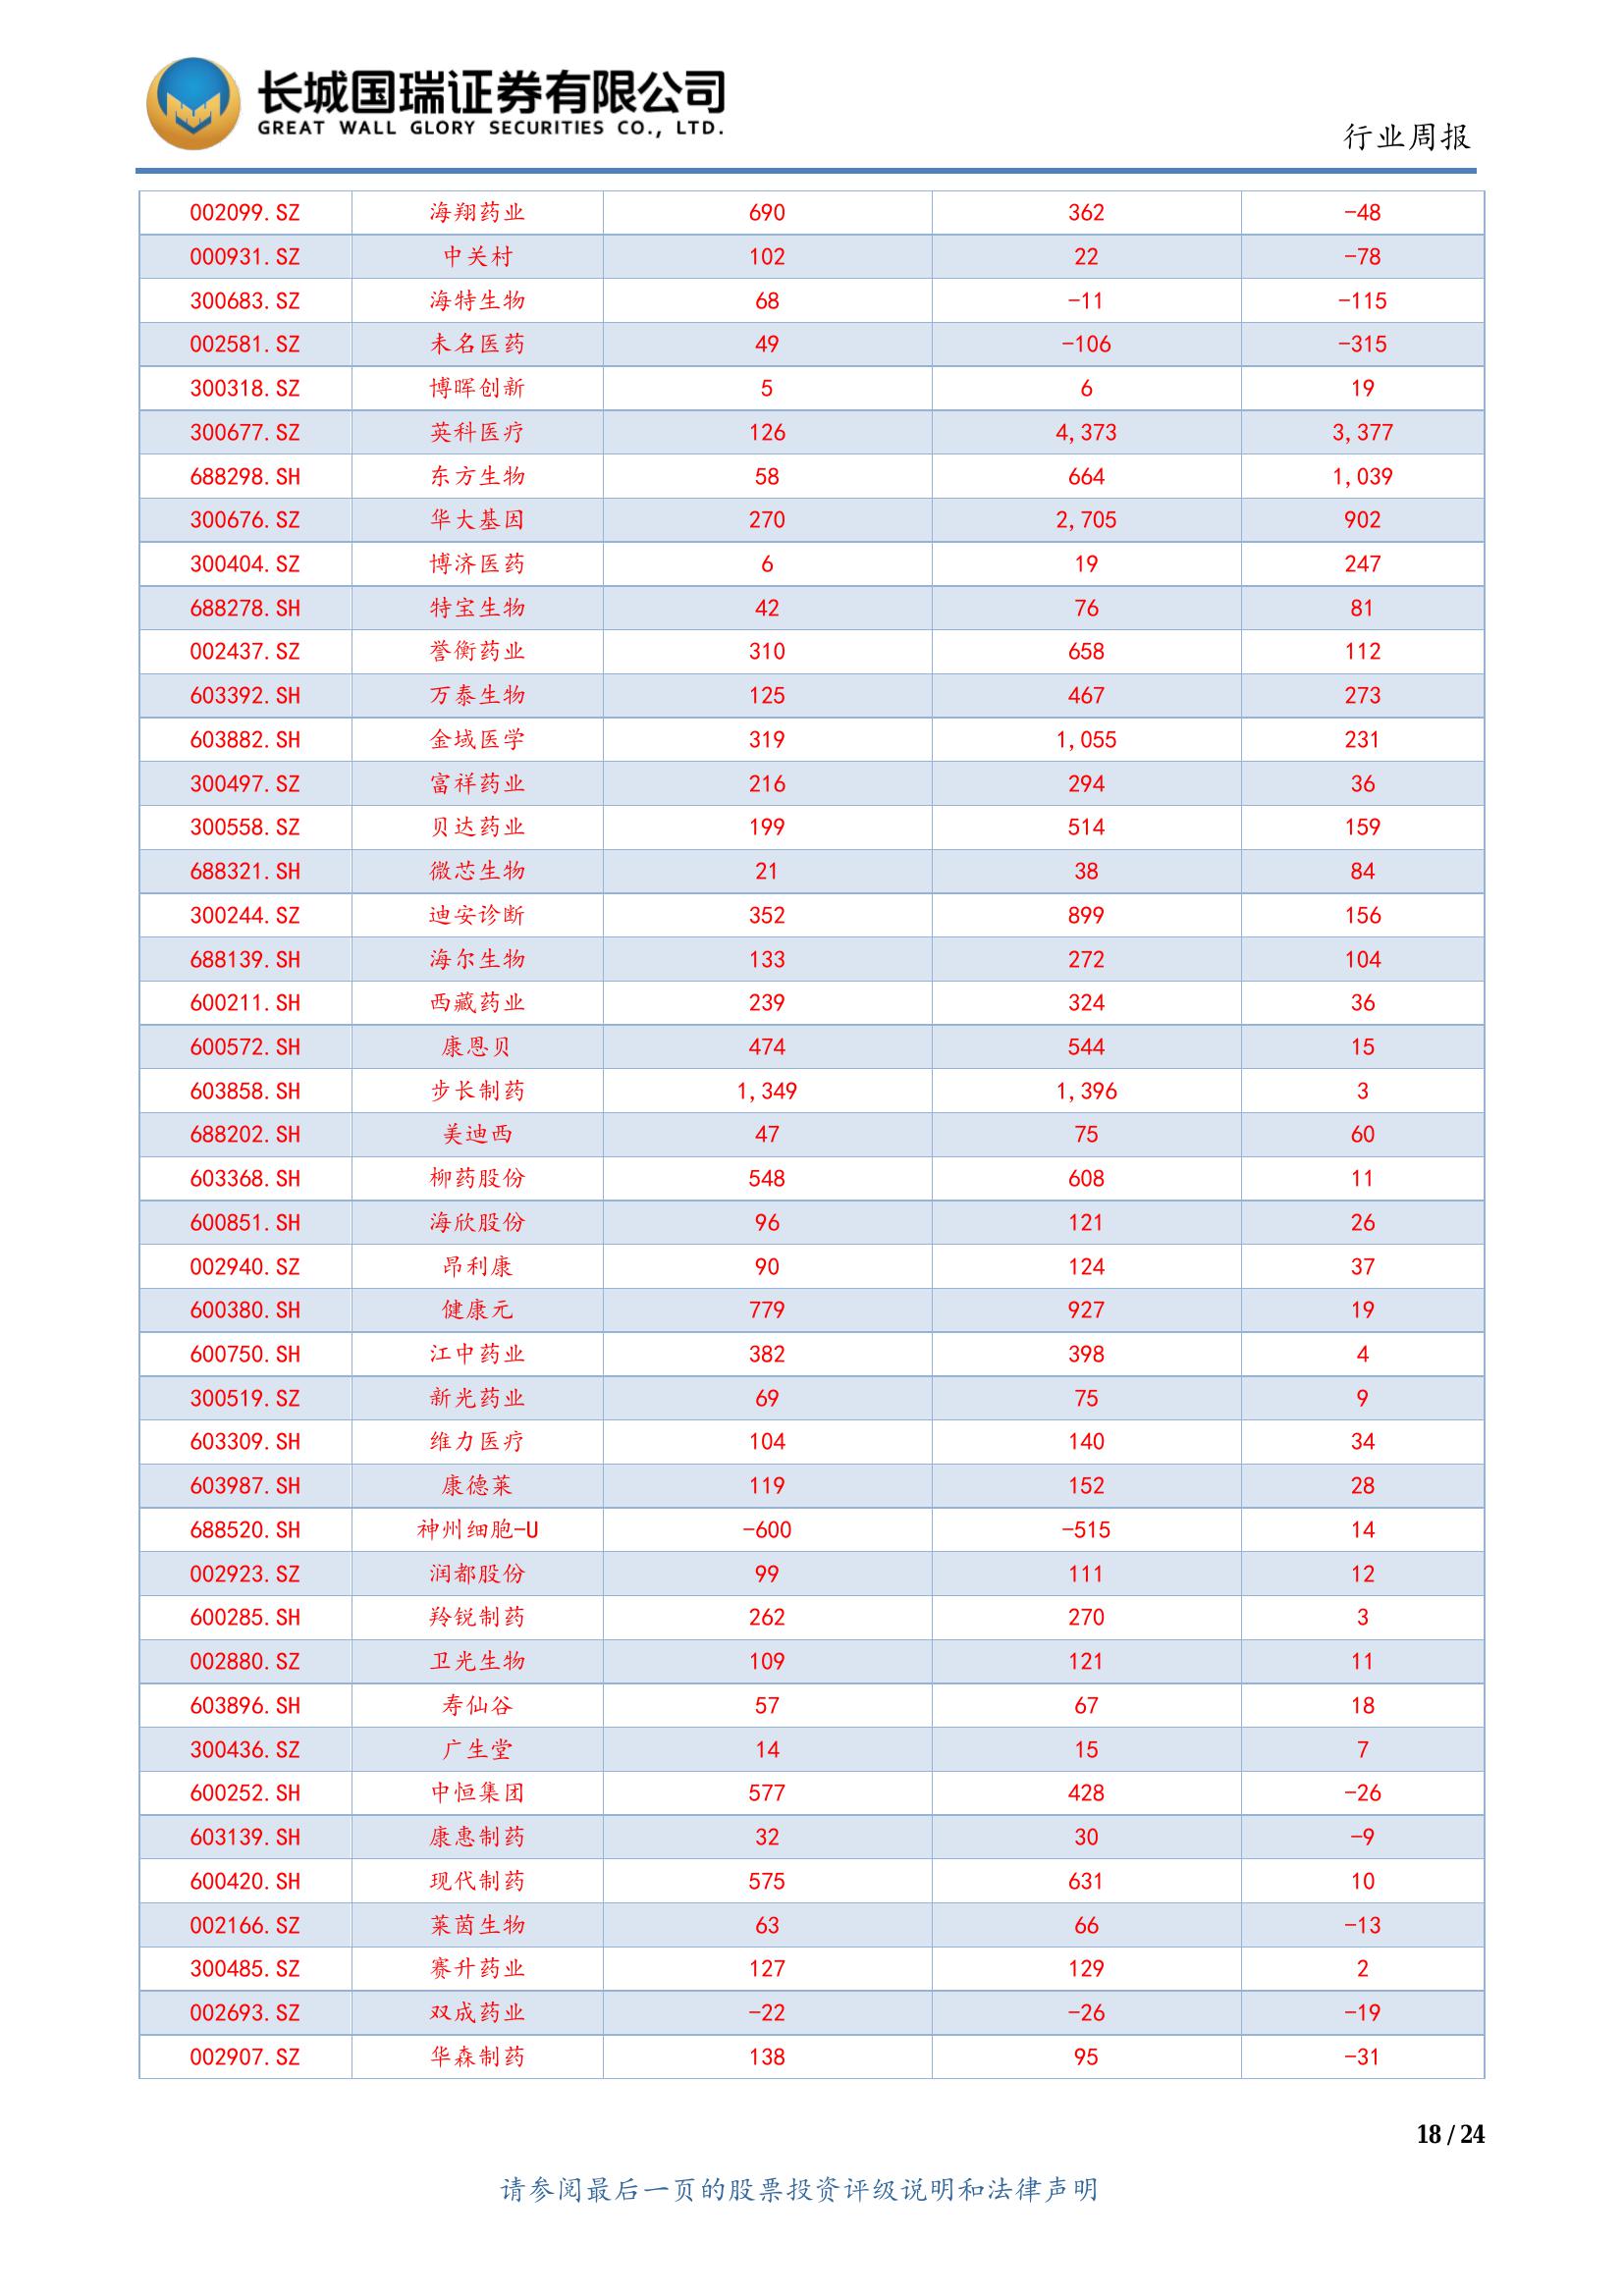 长城国瑞证券有限公司
GREAT WALL GLORY SECURITIES CO., LTD.
行业周报
002099.SZ 海翔药业 690 362 -48
000931.SZ 中关村 102 22 -78
300683.SZ 海特生物 68 -11 -115
002581.SZ 未名医药 49 -106 -315
300318.SZ 博晖创新 5 6 19
300677.SZ 英科医疗 126 4,373 3,377
688298.SH 东方生物 58 664 1,039
300676.SZ 华大基因 270 2,705 902
300404.SZ 博济医药 6 19 247
688278.SH 特宝生物 42 76 81
002437.SZ 誉衡药业 310 658 112
603392.SH 万泰生物 125 467 273
603882.SH 金域医学 319 1,055 231
300497.SZ 富祥药业 216 294 36
300558.SZ 贝达药业 199 514 159
688321.SH 微芯生物 21 38 84
300244.SZ 迪安诊断 352 899 156
688139.SH 海尔生物 133 272 104
600211.SH 西藏药业 239 324 36
600572.SH 康恩贝 474 544 15
603858.SH 步长制药 1,349 1,396 3
688202.SH 美迪西 47 75 60
603368.SH 柳药股份 548 608 11
600851.SH 海欣股份 96 121 26
002940.SZ 昂利康 90 124 37
600380.SH 健康元 779 927 19
600750.SH 江中药业 382 398 4
300519.SZ 新光药业 69 75 9
603309.SH 维力医疗 104 140 34
603987.SH 康德莱 119 152 28
688520.SH 神州细胞-U -600 -515 14
002923.SZ 润都股份 99 111 12
600285.SH 羚锐制药 262 270 3
002880.SZ 卫光生物 109 121 11
603896.SH 寿仙谷 57 67 18
300436.SZ 广生堂 14 15 7
600252.SH 中恒集团 577 428 -26
603139.SH 康惠制药 32 30 -9
600420.SH 现代制药 575 631 10
002166.SZ 莱茵生物 63 66 -13
300485.SZ 赛升药业 127 129 2
002693.SZ 双成药业 -22 -26 -19
002907.SZ 华森制药 138 95 -31
18 / 24
请参阅最后一页的股票投资评级说明和法律声明